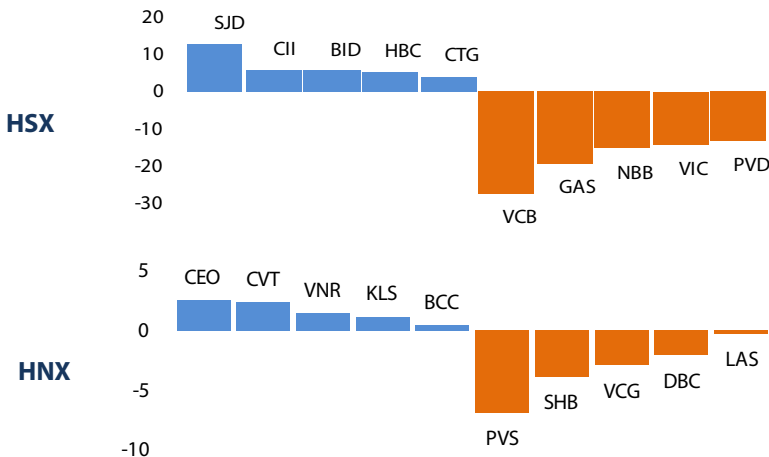 20
SJD
CII
BID
HBC
CTG
10
0
HSX
-10
-20
-30
VCB
GAS
NBB
VIC
PVD
5
CEO
CVT
VNR
KLS
BCC
0
HNX
-5
-10
PVS
SHB
VCG
DBC
LAS